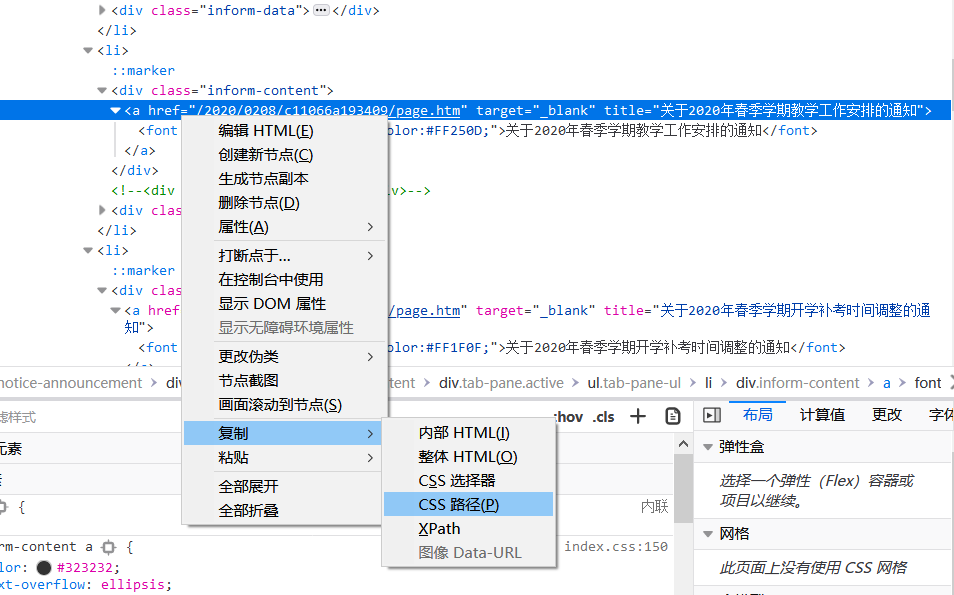 <div class="inform-data"> ••• </div>
</li>
<li>
::marker
<div class="inform-content">
<a href="/2020/0208/c11066a193409/page.htm" target="_blank" title="关于2020年春季学期教学工作安排的通知">
<font olor:#FF250D;">关于2020年春季学期教学工作安排的通知</font>
</a>
</div>
<!--<div v>-->
<div clas
</li>
<li>
::marker
<div clas
<a href /page.htm" target="_blank" title="关于2020年春季学期开学补考时间调整的通
知">
<font olor:#FF1F0F;">关于2020年春季学期开学补考时间调整的通知</font>
编辑 HTML(E)
创建新节点(C)
生成节点副本
删除节点(D)
属性(A)
打断点于...
在控制台中使用
显示 DOM 属性
显示无障碍环境属性
更改伪类
节点截图
画面滚动到节点(S)
复制
粘贴
全部展开
全部折叠
内部 HTML(I)
整体 HTML(O)
CSS 选择器
CSS 路径(P)
XPath
图像 Data-URL
notice-announcement > div tent > div.tab-pane.active > ul.tab-pane-ul > li > div.inform-content > a > font
滤样式 :hov .cls +
元素
{ 内联
rm-content a { index.css:150
lor: #323232;
xt-overflow: ellipsis;
布局 计算值 更改 字体
弹性盒
选择一个弹性（Flex）容器或
项目以继续。
网格
此页面上没有使用 CSS 网格